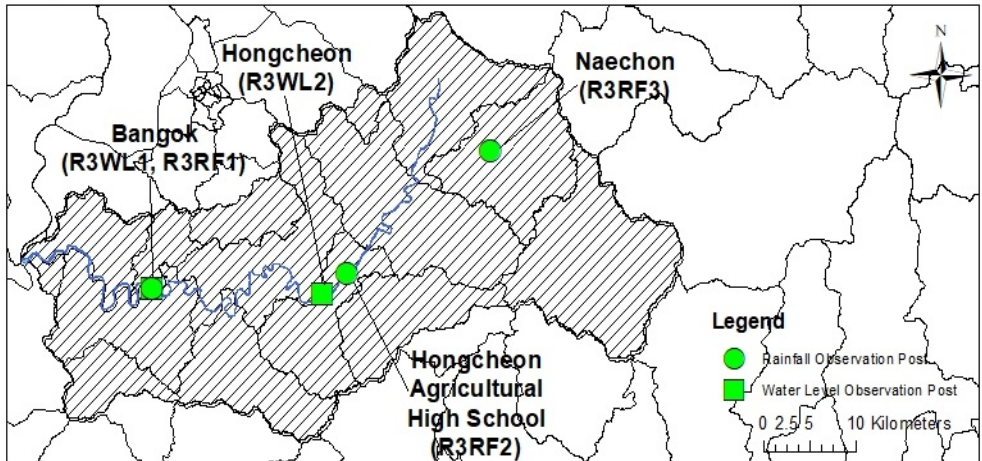 Hongcheon
(R3WL2)
Naechon
(R3RF3)
N
Bangok
(R3WL1, R3RF1)
Hongcheon
Agricultural
High School
(R3RF2)
Legend
Rainfall Observation Post
Water Level Observation Post
0 2.5 5 10 Kilometers